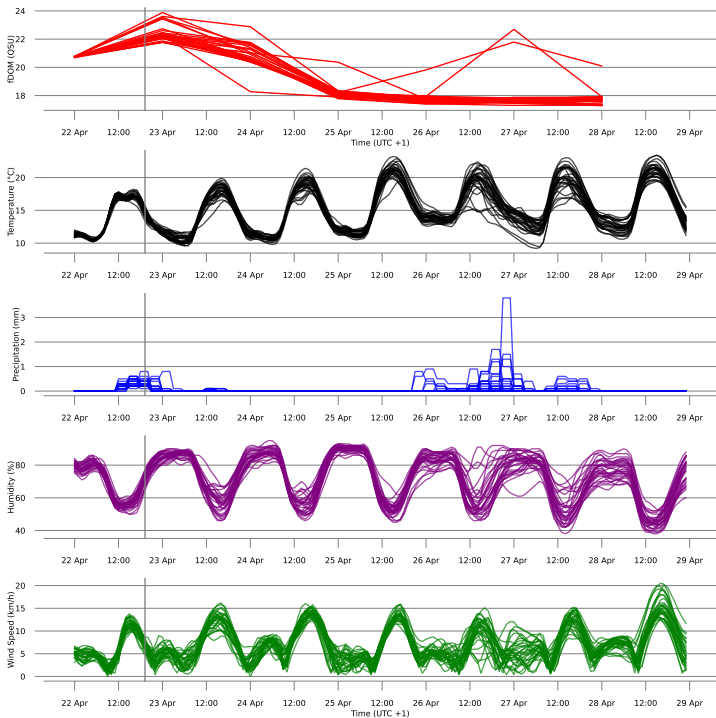 fDOM (QSU)
24
22
20
18
22 Apr 12:00 23 Apr 12:00 24 Apr 12:00 25 Apr 12:00 26 Apr 12:00 27 Apr 12:00 28 Apr 12:00 29 Apr
Time (UTC +1)
Temperature (°C)
20
15
10
22 Apr 12:00 23 Apr 12:00 24 Apr 12:00 25 Apr 12:00 26 Apr 12:00 27 Apr 12:00 28 Apr 12:00 29 Apr
Precipitation (mm)
3
2
1
0
22 Apr 12:00 23 Apr 12:00 24 Apr 12:00 25 Apr 12:00 26 Apr 12:00 27 Apr 12:00 28 Apr 12:00 29 Apr
Humidity (%)
80
60
40
22 Apr 12:00 23 Apr 12:00 24 Apr 12:00 25 Apr 12:00 26 Apr 12:00 27 Apr 12:00 28 Apr 12:00 29 Apr
Wind Speed (km/h)
20
15
10
5
0
22 Apr 12:00 23 Apr 12:00 24 Apr 12:00 25 Apr 12:00 26 Apr 12:00 27 Apr 12:00 28 Apr 12:00 29 Apr
Time (UTC +1)